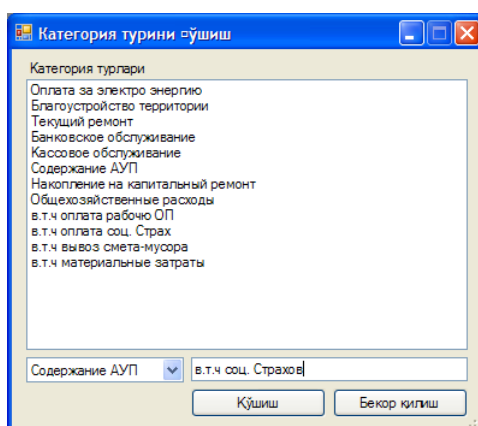 Категория турини ¤ўшиш
Категория турлари
Оплата за электро энергию
Благоустройство территории
Текущий ремонт
Банковское обслуживание
Кассовое обслуживание
Содержание АУП
Накопление на капитальный ремонт
Общехозяйственные расходы
в.т.ч оплата рабочю ОП
в.т.ч оплата соц. Страх
в.т.ч вывоз смета-мусора
в.т.ч материальные затраты
Содержание АУП
в.т.ч соц. Страхов
Кўшиш
Бекор қилиш